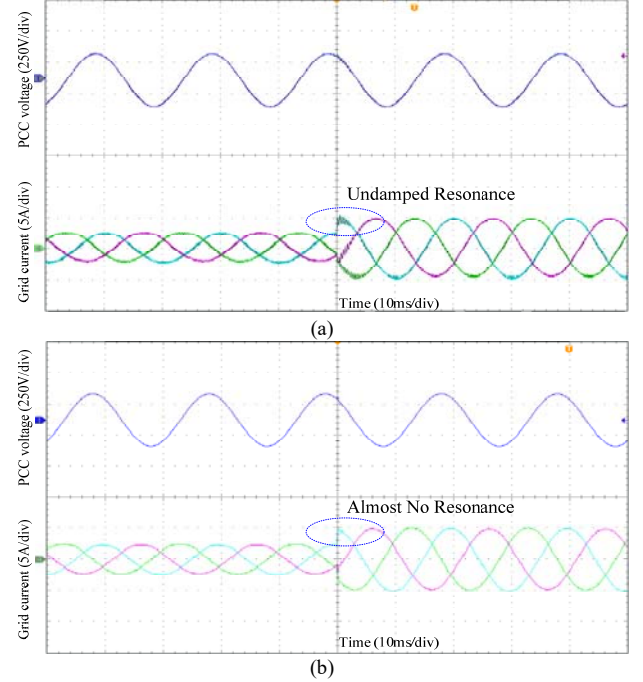 PCC voltage (250V/div)
Grid current (5A/div)
Undamped Resonance
Time (10ms/div)
(a)
PCC voltage (250V/div)
Grid current (5A/div)
Almost No Resonance
Time (10ms/div)
(b)